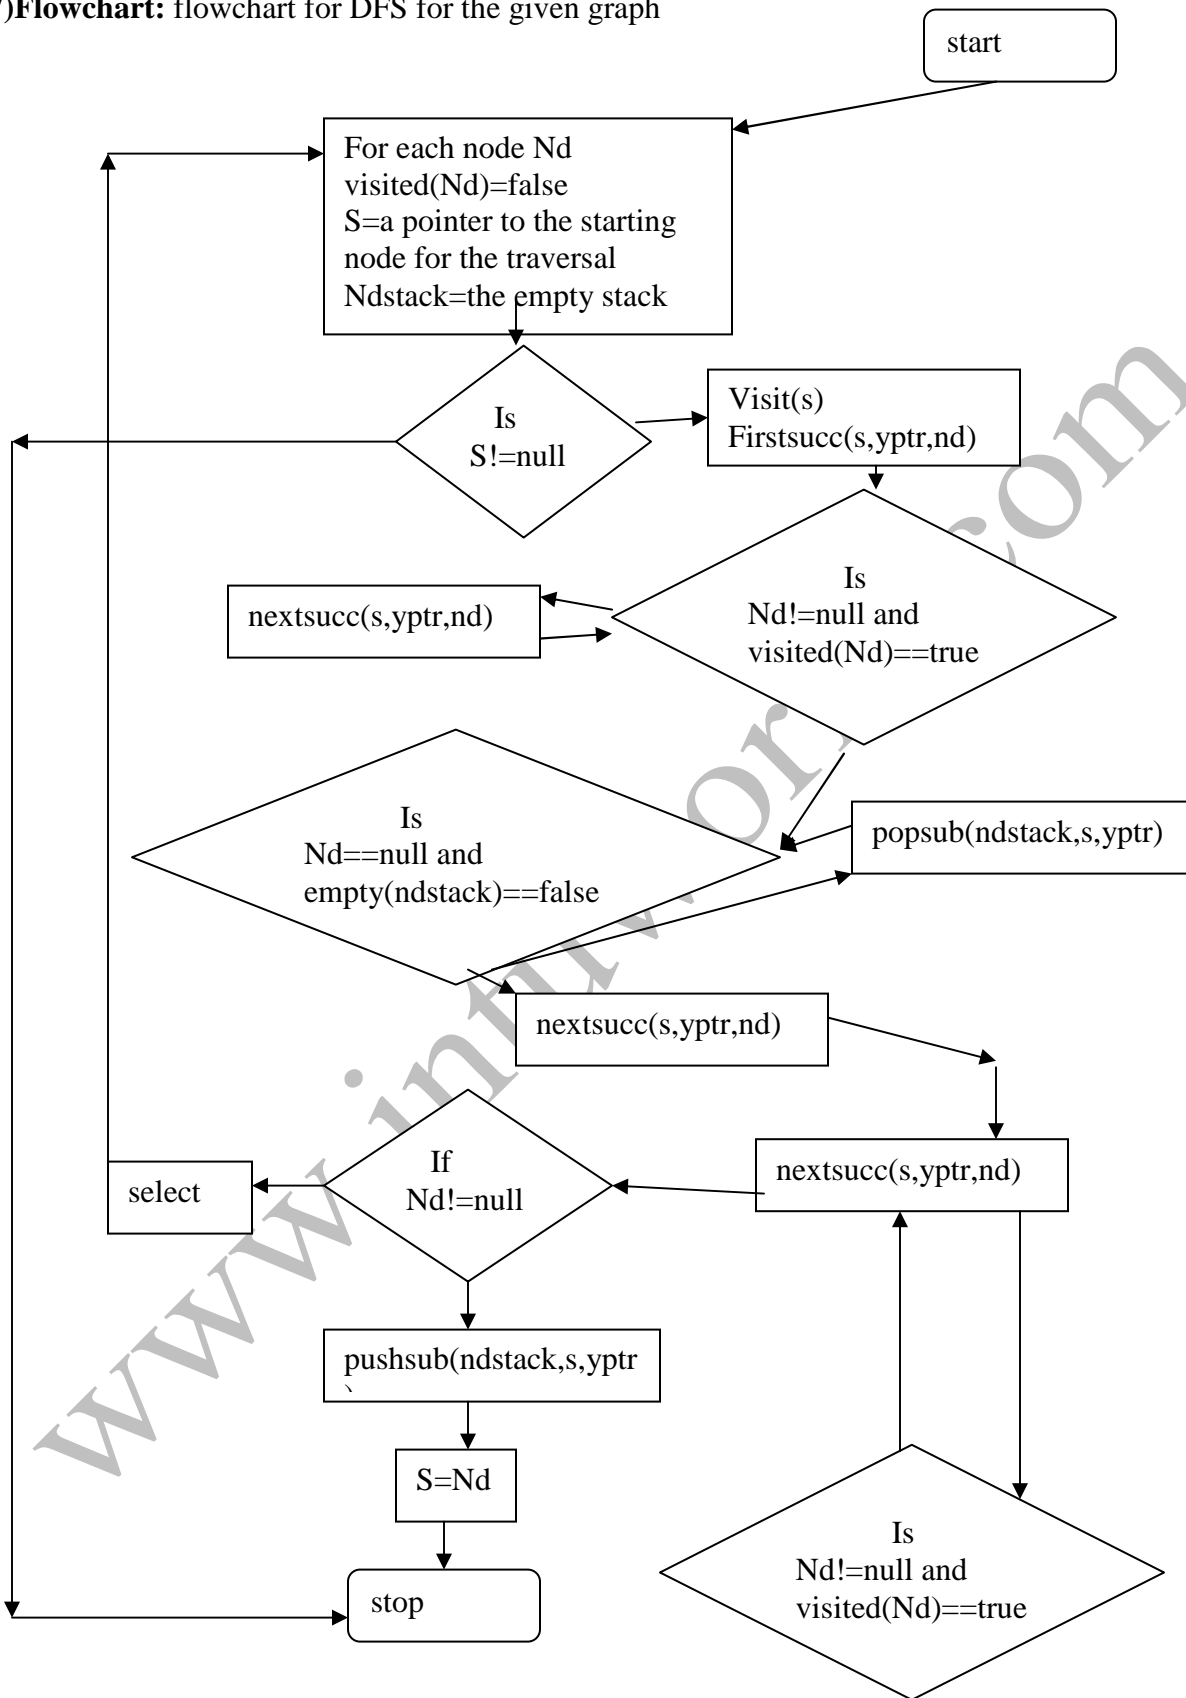 )Flowchart: flowchart for DFS for the given graph
start
For each node Nd
visited(Nd)=false
S=a pointer to the starting
node for the traversal
Ndstack=the empty stack
Is
S!=null
Visit(s)
Firstsucc(s,yptr,nd)
Is
Nd!=null and
visited(Nd)==true
nextsucc(s,yptr,nd)
Is
Nd==null and
empty(ndstack)==false
popsub(ndstack,s,yptr)
nextsucc(s,yptr,nd)
nextsucc(s,yptr,nd)
If
Nd!=null
select
pushsub(ndstack,s,yptr
)
S=Nd
Is
Nd!=null and
visited(Nd)==true
stop